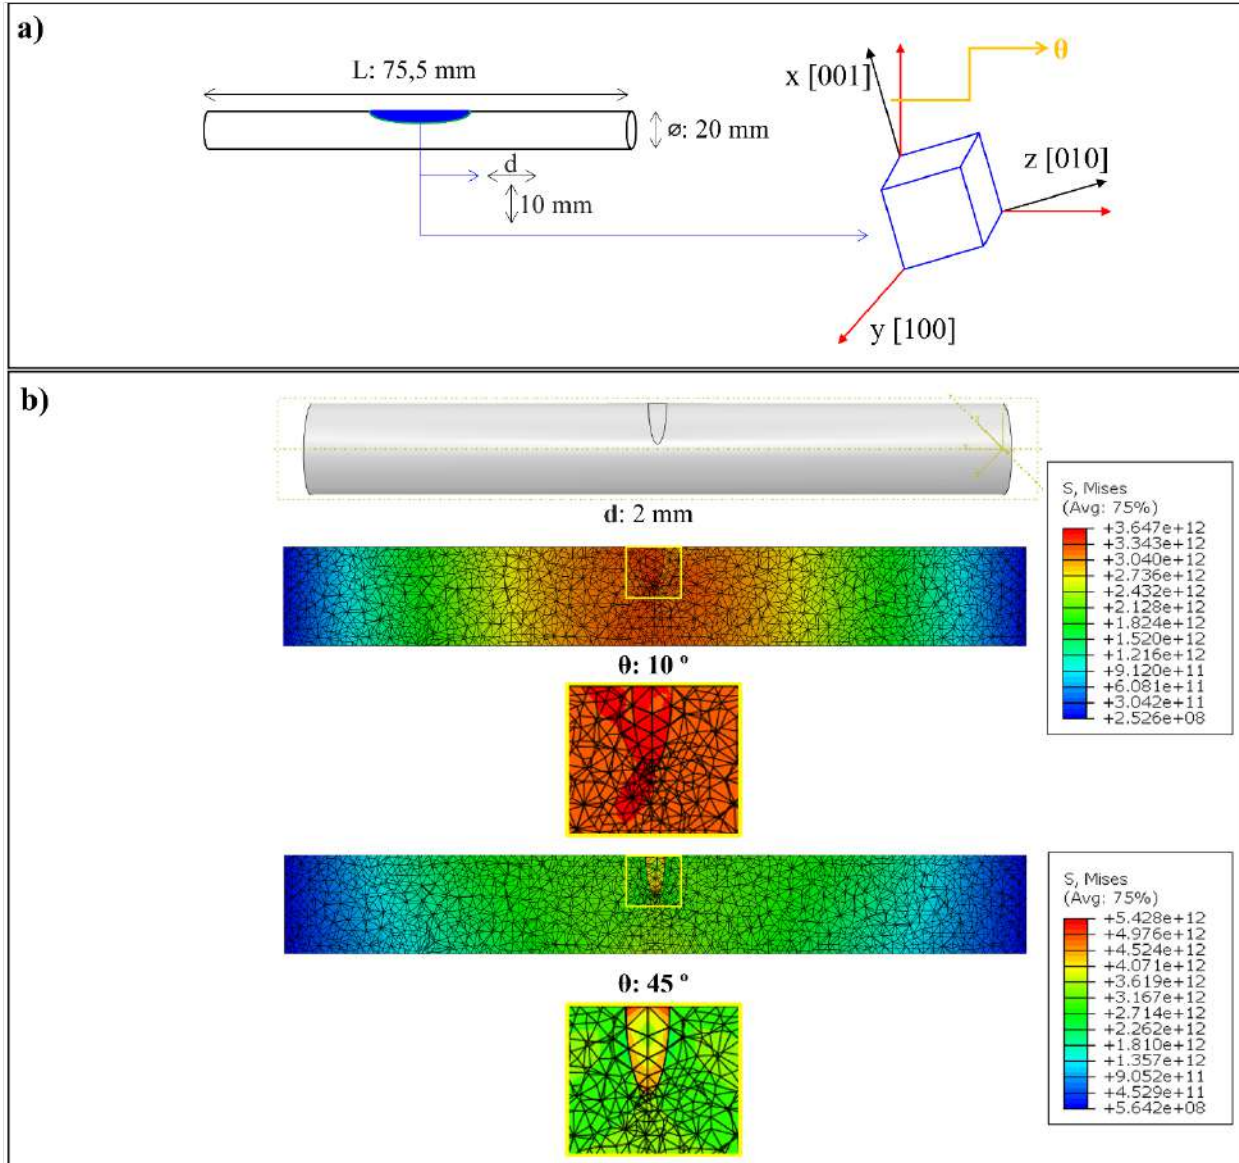 a)
L: 75,5 mm
⌀: 20 mm
d
10 mm
θ
x [001]
z [010]
y [100]
b)
d: 2 mm
S, Mises
(Avg: 75%)
+3.647e+12
+3.343e+12
+3.040e+12
+2.736e+12
+2.432e+12
+2.128e+12
+1.824e+12
+1.520e+12
+1.216e+12
+9.120e+11
+6.081e+11
+3.042e+11
+2.526e+08
θ: 10 º
S, Mises
(Avg: 75%)
+5.428e+12
+4.976e+12
+4.524e+12
+4.071e+12
+3.619e+12
+3.167e+12
+2.714e+12
+2.262e+12
+1.810e+12
+1.357e+12
+9.052e+11
+4.529e+11
+5.642e+08
θ: 45 º